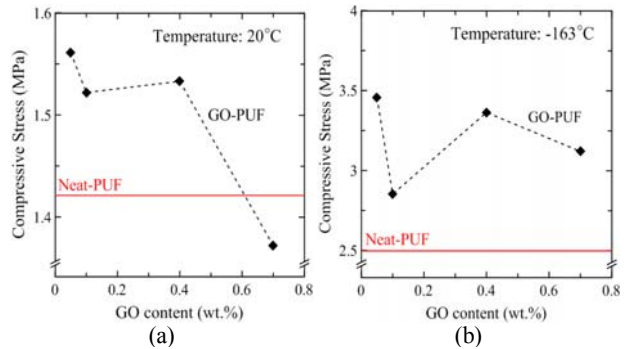 1.6
Temperature: 20°C
GO-PUF
1.5
Neat-PUF
1.4
Compressive Stress (MPa)
0 0.2 0.4 0.6 0.8
GO content (wt.%)
(a)
4
Temperature: -163°C
3.5
GO-PUF
3
Neat-PUF
2.5
Compressive Stress (MPa)
0 0.2 0.4 0.6 0.8
GO content (wt.%)
(b)